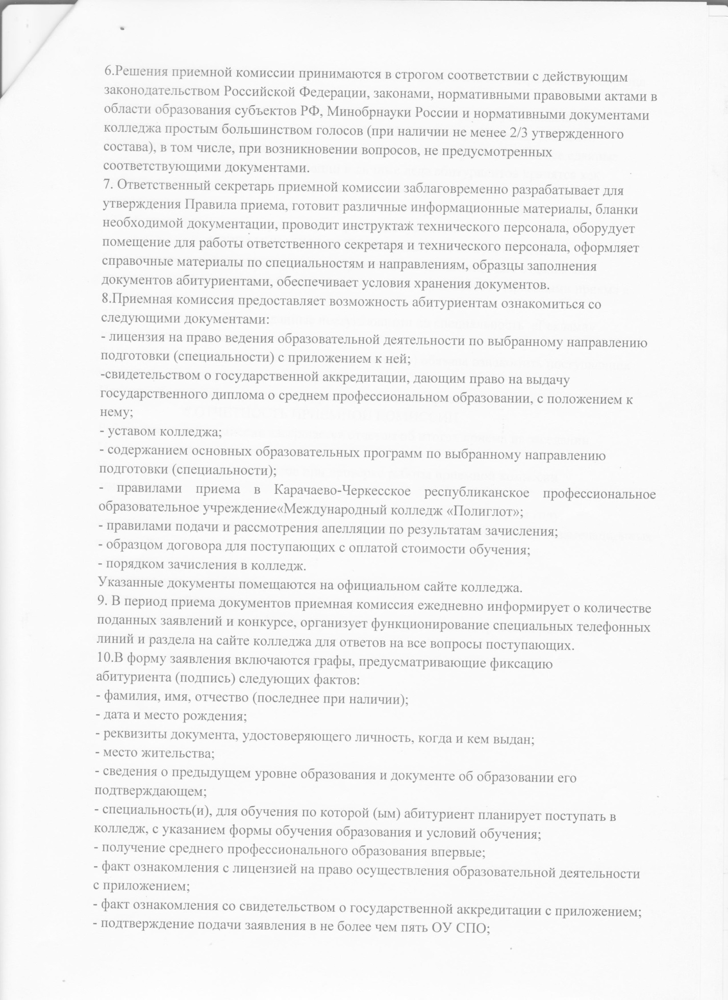 6.Решения приемной комиссии принимаются в строгом соответствии с действующим
законодательством Российской Федерации, законами, нормативными правовыми актами в
области образования субъектов РФ, Минобрнауки России и нормативными документами
колледжа простым большинством голосов (при наличии не менее 2/3 утвержденного
состава), в том числе, при возникновении вопросов, не предусмотренных
соответствующими документами.
7. Ответственный секретарь приемной комиссии заблаговременно разрабатывает для
утверждения Правила приема, готовит различные информационные материалы, бланки
необходимой документации, проводит инструктаж технического персонала, оборудует
помещение для работы ответственного секретаря и технического персонала, оформляет
справочные материалы по специальностям и направлениям, образцы заполнения
документов абитуриентами, обеспечивает условия хранения документов.
8.Приемная комиссия предоставляет возможность абитуриентам ознакомиться со
следующими документами:
- лицензия на право ведения образовательной деятельности по выбранному направлению
подготовки (специальности) с приложением к ней;
-свидетельством о государственной аккредитации, дающим право на выдачу
государственного диплома о среднем профессиональном образовании, с положением к
нему;
- уставом колледжа;
- содержанием основных образовательных программ по выбранному направлению
подготовки (специальности);
- правилами приема в Карачаево-Черкесское республиканское профессиональное
образовательное учреждение«Международный колледж «Полиглот»;
- правилами подачи и рассмотрения апелляции по результатам зачисления;
- образцом договора для поступающих с оплатой стоимости обучения;
- порядком зачисления в колледж.
Указанные документы помещаются на официальном сайте колледжа.
9. В период приема документов приемная комиссия ежедневно информирует о количестве
поданных заявлений и конкурсе, организует функционирование специальных телефонных
линий и раздела на сайте колледжа для ответов на все вопросы поступающих.
10.В форму заявления включаются графы, предусматривающие фиксацию
абитуриента (подпись) следующих фактов:
- фамилия, имя, отчество (последнее при наличии);
- дата и место рождения;
- реквизиты документа, удостоверяющего личность, когда и кем выдан;
- место жительства;
- сведения о предыдущем уровне образования и документе об образовании его
подтверждающем;
- специальность(и), для обучения по которой (ым) абитуриент планирует поступать в
колледж, с указанием формы обучения образования и условий обучения;
- получение среднего профессионального образования впервые;
- факт ознакомления с лицензией на право осуществления образовательной деятельности
с приложением;
- факт ознакомления со свидетельством о государственной аккредитации с приложением;
- подтверждение подачи заявления в не более чем пять ОУ СПО;